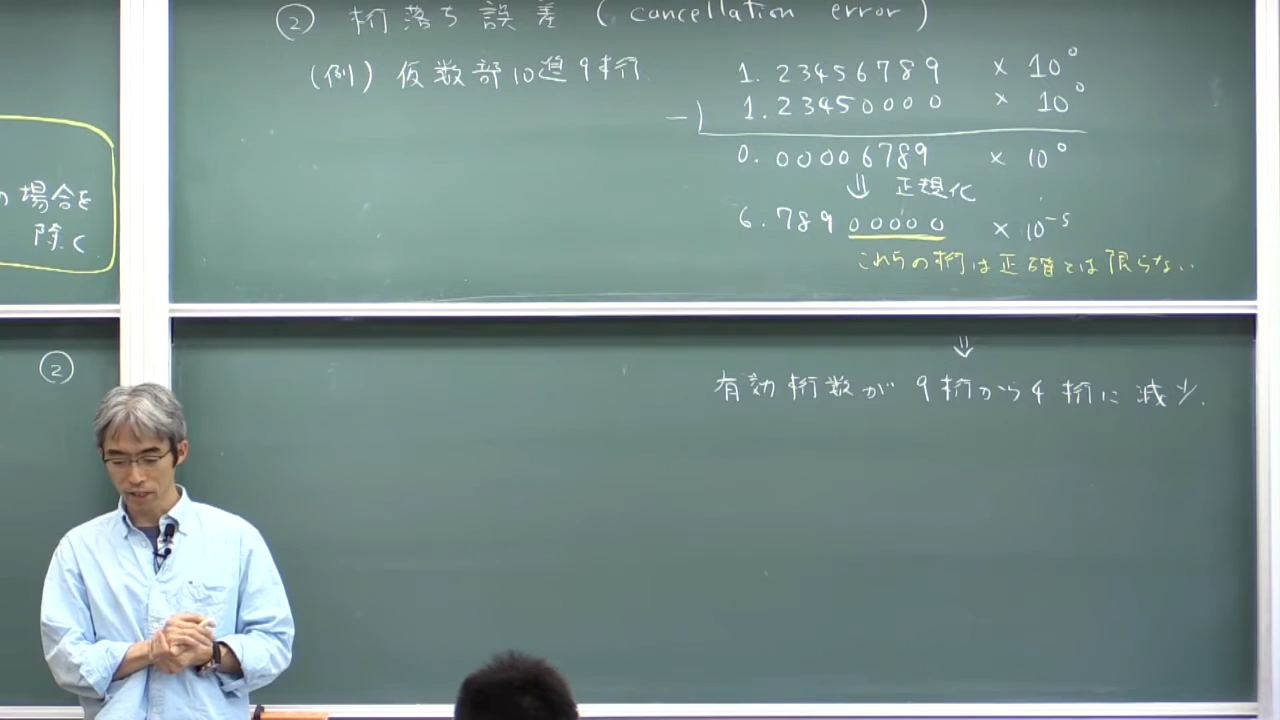 ② 桁落ち誤差 (cancellation error)
(例) 仮数部10進9桁
1.23456789 × 10⁰
-) 1.23450000 × 10⁰
0.00006789 × 10⁰
⇓ 正規化
6.78900000 × 10⁻⁵
これらの桁は正確とは限らない
⇓
有効桁数が 9桁から4桁に減少.
の場合を
除く
②